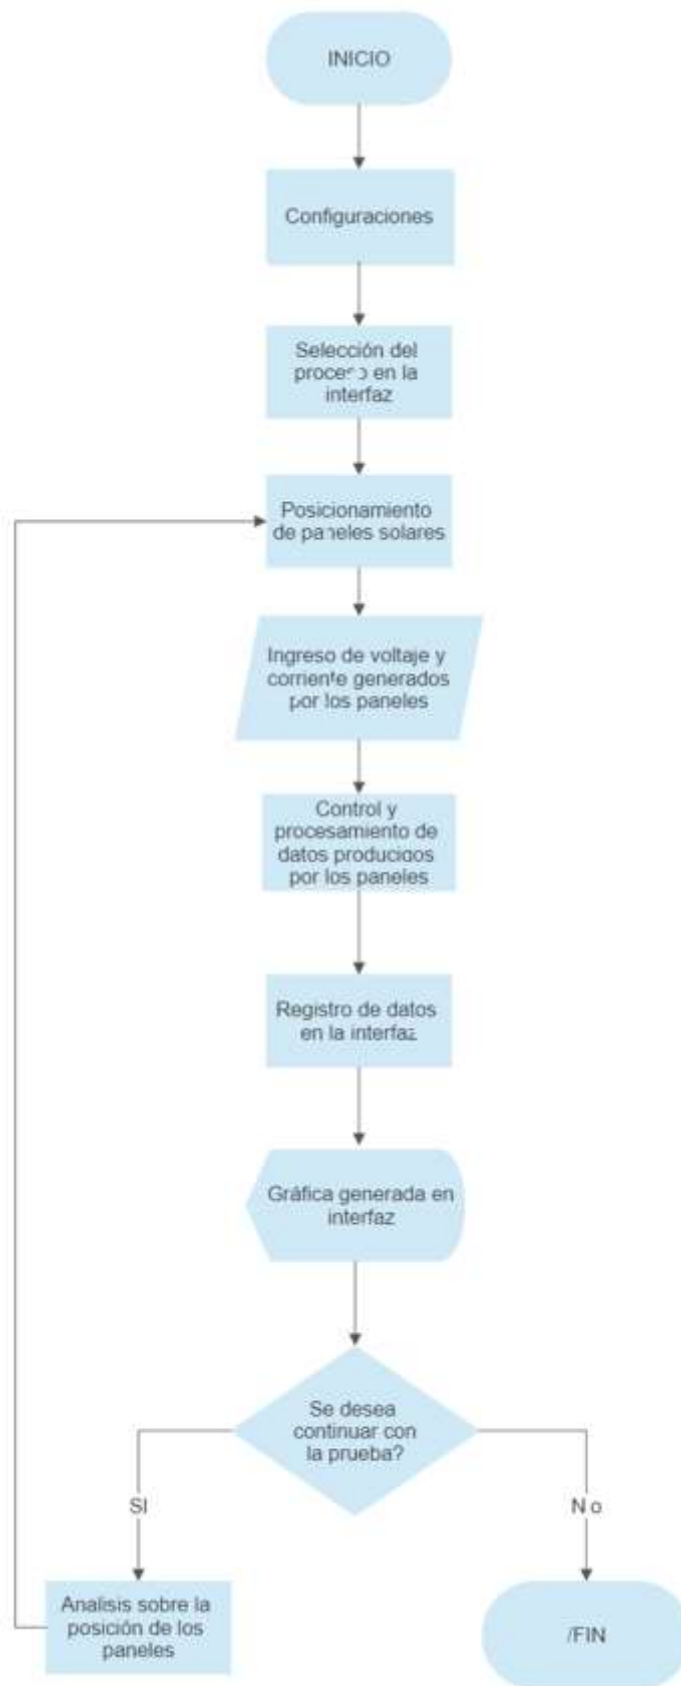 INICIO
Configuraciones
Selección del
proceso en la
interfaz
Posicionamiento
de paneles solares
Ingreso de voltaje y
corriente generados
por los paneles
Control y
procesamiento de
datos producidos
por los paneles
Registro de datos
en la interfaz
Gráfica generada en
interfaz
Se desea
continuar con
la prueba?
SI
N o
Analisis sobre la
posición de los
paneles
/FIN